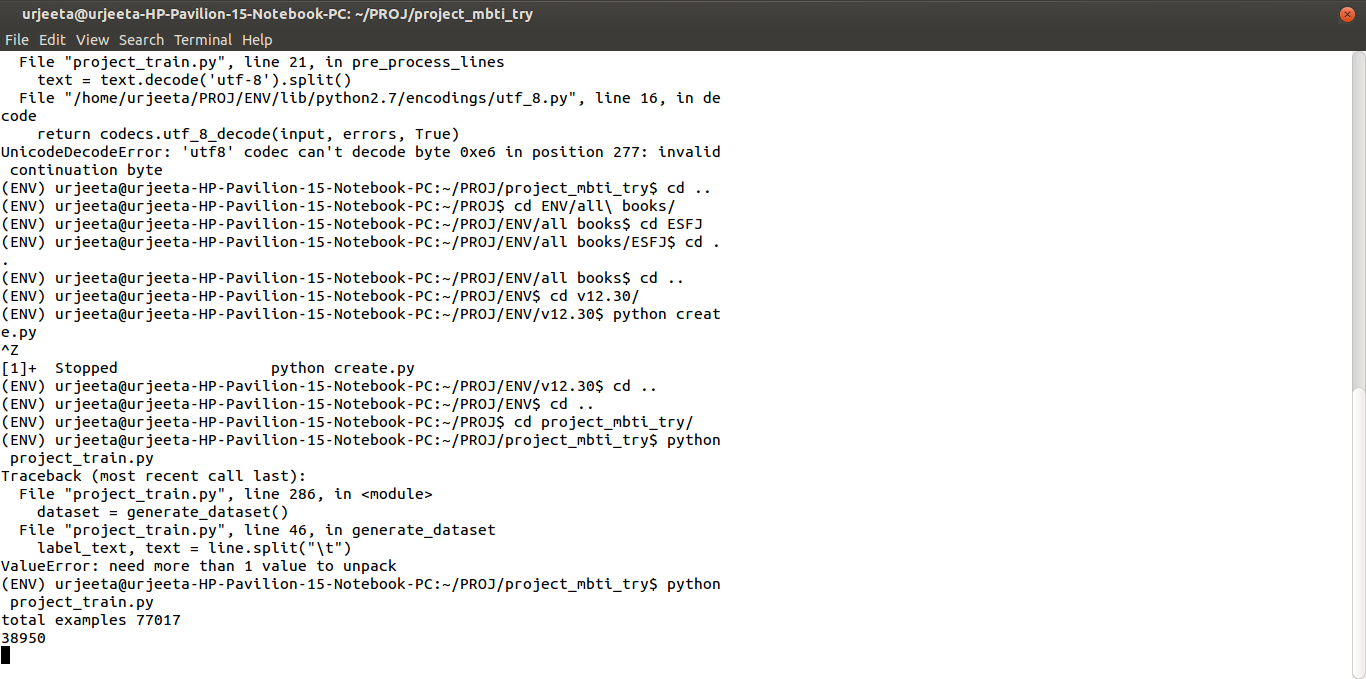 urjeeta@urjeeta-HP-Pavilion-15-Notebook-PC: ~/PROJ/project_mbti_try
File Edit View Search Terminal Help
  File "project_train.py", line 21, in pre_process_lines
    text = text.decode('utf-8').split()
  File "/home/urjeeta/PROJ/ENV/lib/python2.7/encodings/utf_8.py", line 16, in de
code
    return codecs.utf_8_decode(input, errors, True)
UnicodeDecodeError: 'utf8' codec can't decode byte 0xe6 in position 277: invalid
 continuation byte
(ENV) urjeeta@urjeeta-HP-Pavilion-15-Notebook-PC:~/PROJ/project_mbti_try$ cd ..
(ENV) urjeeta@urjeeta-HP-Pavilion-15-Notebook-PC:~/PROJ$ cd ENV/all\ books/
(ENV) urjeeta@urjeeta-HP-Pavilion-15-Notebook-PC:~/PROJ/ENV/all books$ cd ESFJ
(ENV) urjeeta@urjeeta-HP-Pavilion-15-Notebook-PC:~/PROJ/ENV/all books/ESFJ$ cd .
.
(ENV) urjeeta@urjeeta-HP-Pavilion-15-Notebook-PC:~/PROJ/ENV/all books$ cd ..
(ENV) urjeeta@urjeeta-HP-Pavilion-15-Notebook-PC:~/PROJ/ENV$ cd v12.30/
(ENV) urjeeta@urjeeta-HP-Pavilion-15-Notebook-PC:~/PROJ/ENV/v12.30$ python creat
e.py
^Z
[1]+  Stopped                 python create.py
(ENV) urjeeta@urjeeta-HP-Pavilion-15-Notebook-PC:~/PROJ/ENV/v12.30$ cd ..
(ENV) urjeeta@urjeeta-HP-Pavilion-15-Notebook-PC:~/PROJ/ENV$ cd ..
(ENV) urjeeta@urjeeta-HP-Pavilion-15-Notebook-PC:~/PROJ$ cd project_mbti_try/
(ENV) urjeeta@urjeeta-HP-Pavilion-15-Notebook-PC:~/PROJ/project_mbti_try$ python
 project_train.py
Traceback (most recent call last):
  File "project_train.py", line 286, in <module>
    dataset = generate_dataset()
  File "project_train.py", line 46, in generate_dataset
    label_text, text = line.split("\t")
ValueError: need more than 1 value to unpack
(ENV) urjeeta@urjeeta-HP-Pavilion-15-Notebook-PC:~/PROJ/project_mbti_try$ python
 project_train.py
total examples 77017
38950